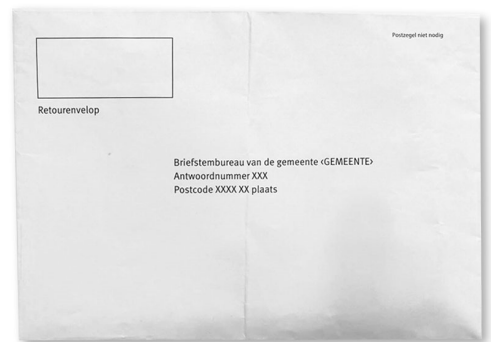 Postzegel niet nodig
Retourenvelop
Briefstembureau van de gemeente ‹GEMEENTE›
Antwoordnummer XXX
Postcode XXXX XX plaats